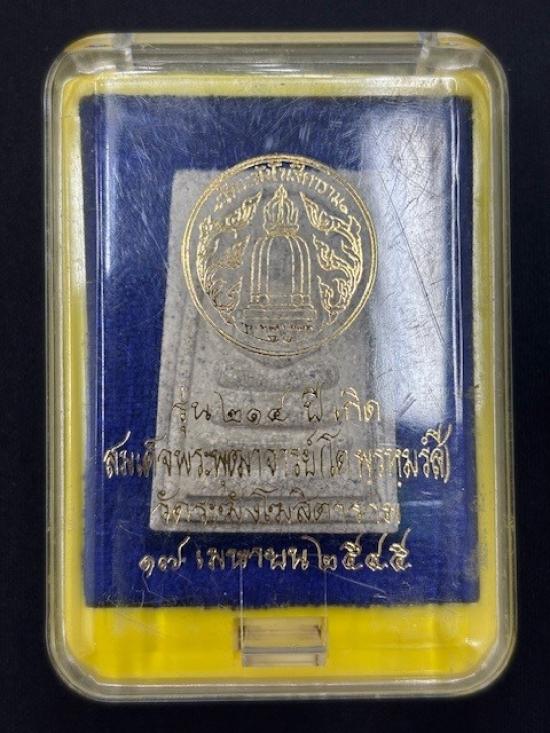 รุ่น ๒๑๔ ปี เกิด
สมเด็จพระพุฒาจารย์(โต พฺรหฺมรํสี)
วัดระฆังโฆสิตาราม
๑๗ เมษายน ๒๕๔๕